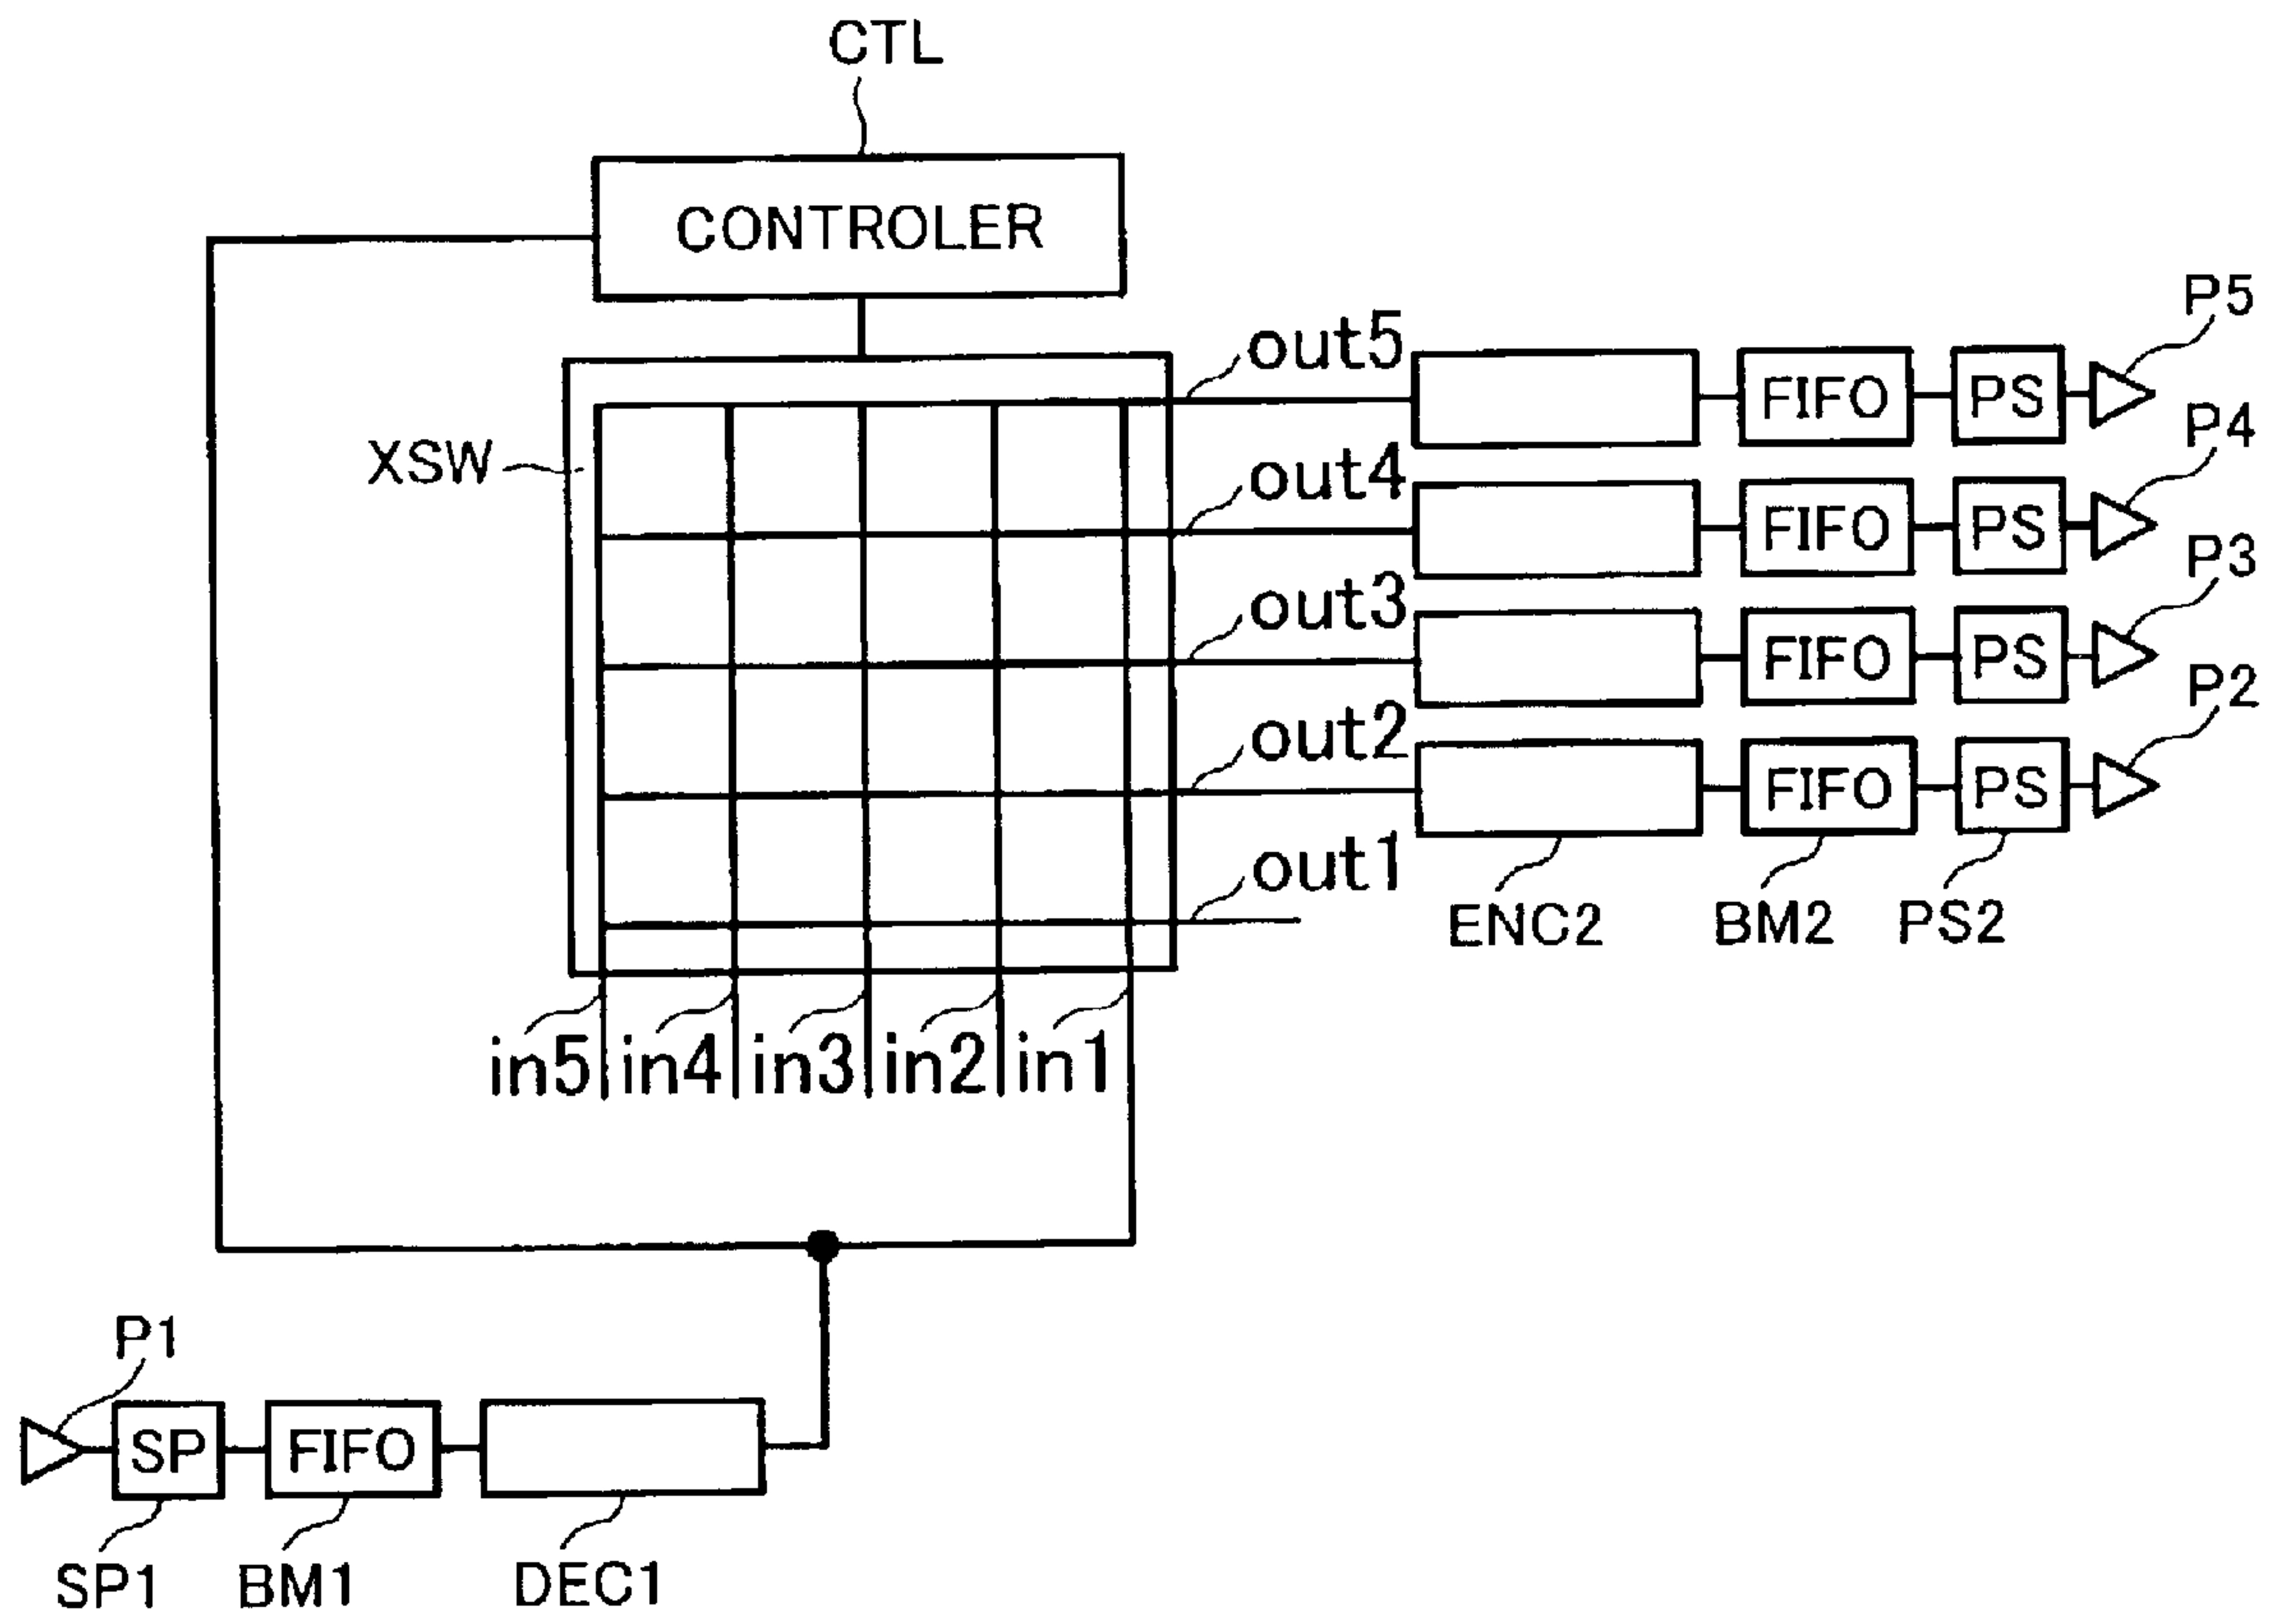 CTL
CONTROLER
P5
out5
FIFO
PS
P4
XSW
out4
FIFO
PS
P3
out3
FIFO
PS
P2
out2
FIFO
PS
out1
ENC2
BM2
PS2
in5
in4
in3
in2
in1
P1
SP
FIFO
SP1
BM1
DEC1